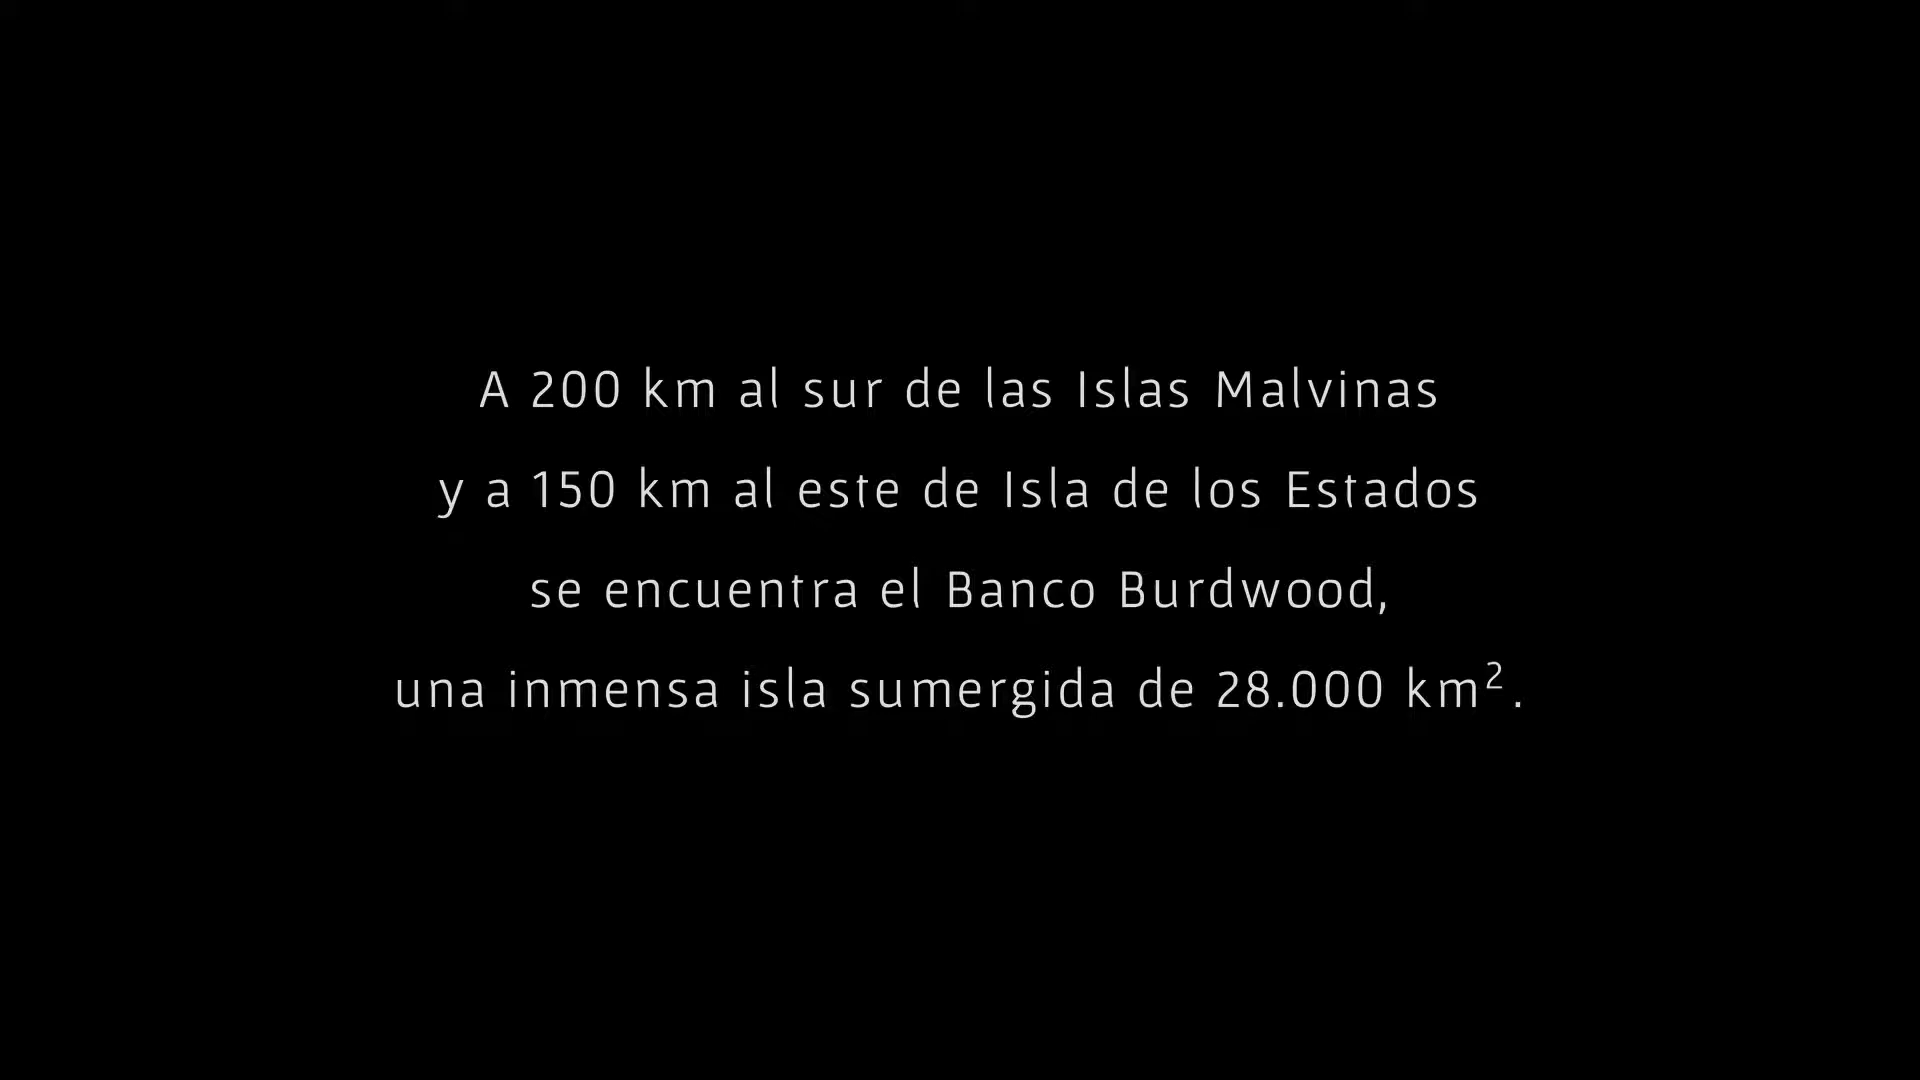 A 200 km al sur de las Islas Malvinas
y a 150 km al este de Isla de los Estados
se encuentra el Banco Burdwood,
una inmensa isla sumergida de 28.000 km².